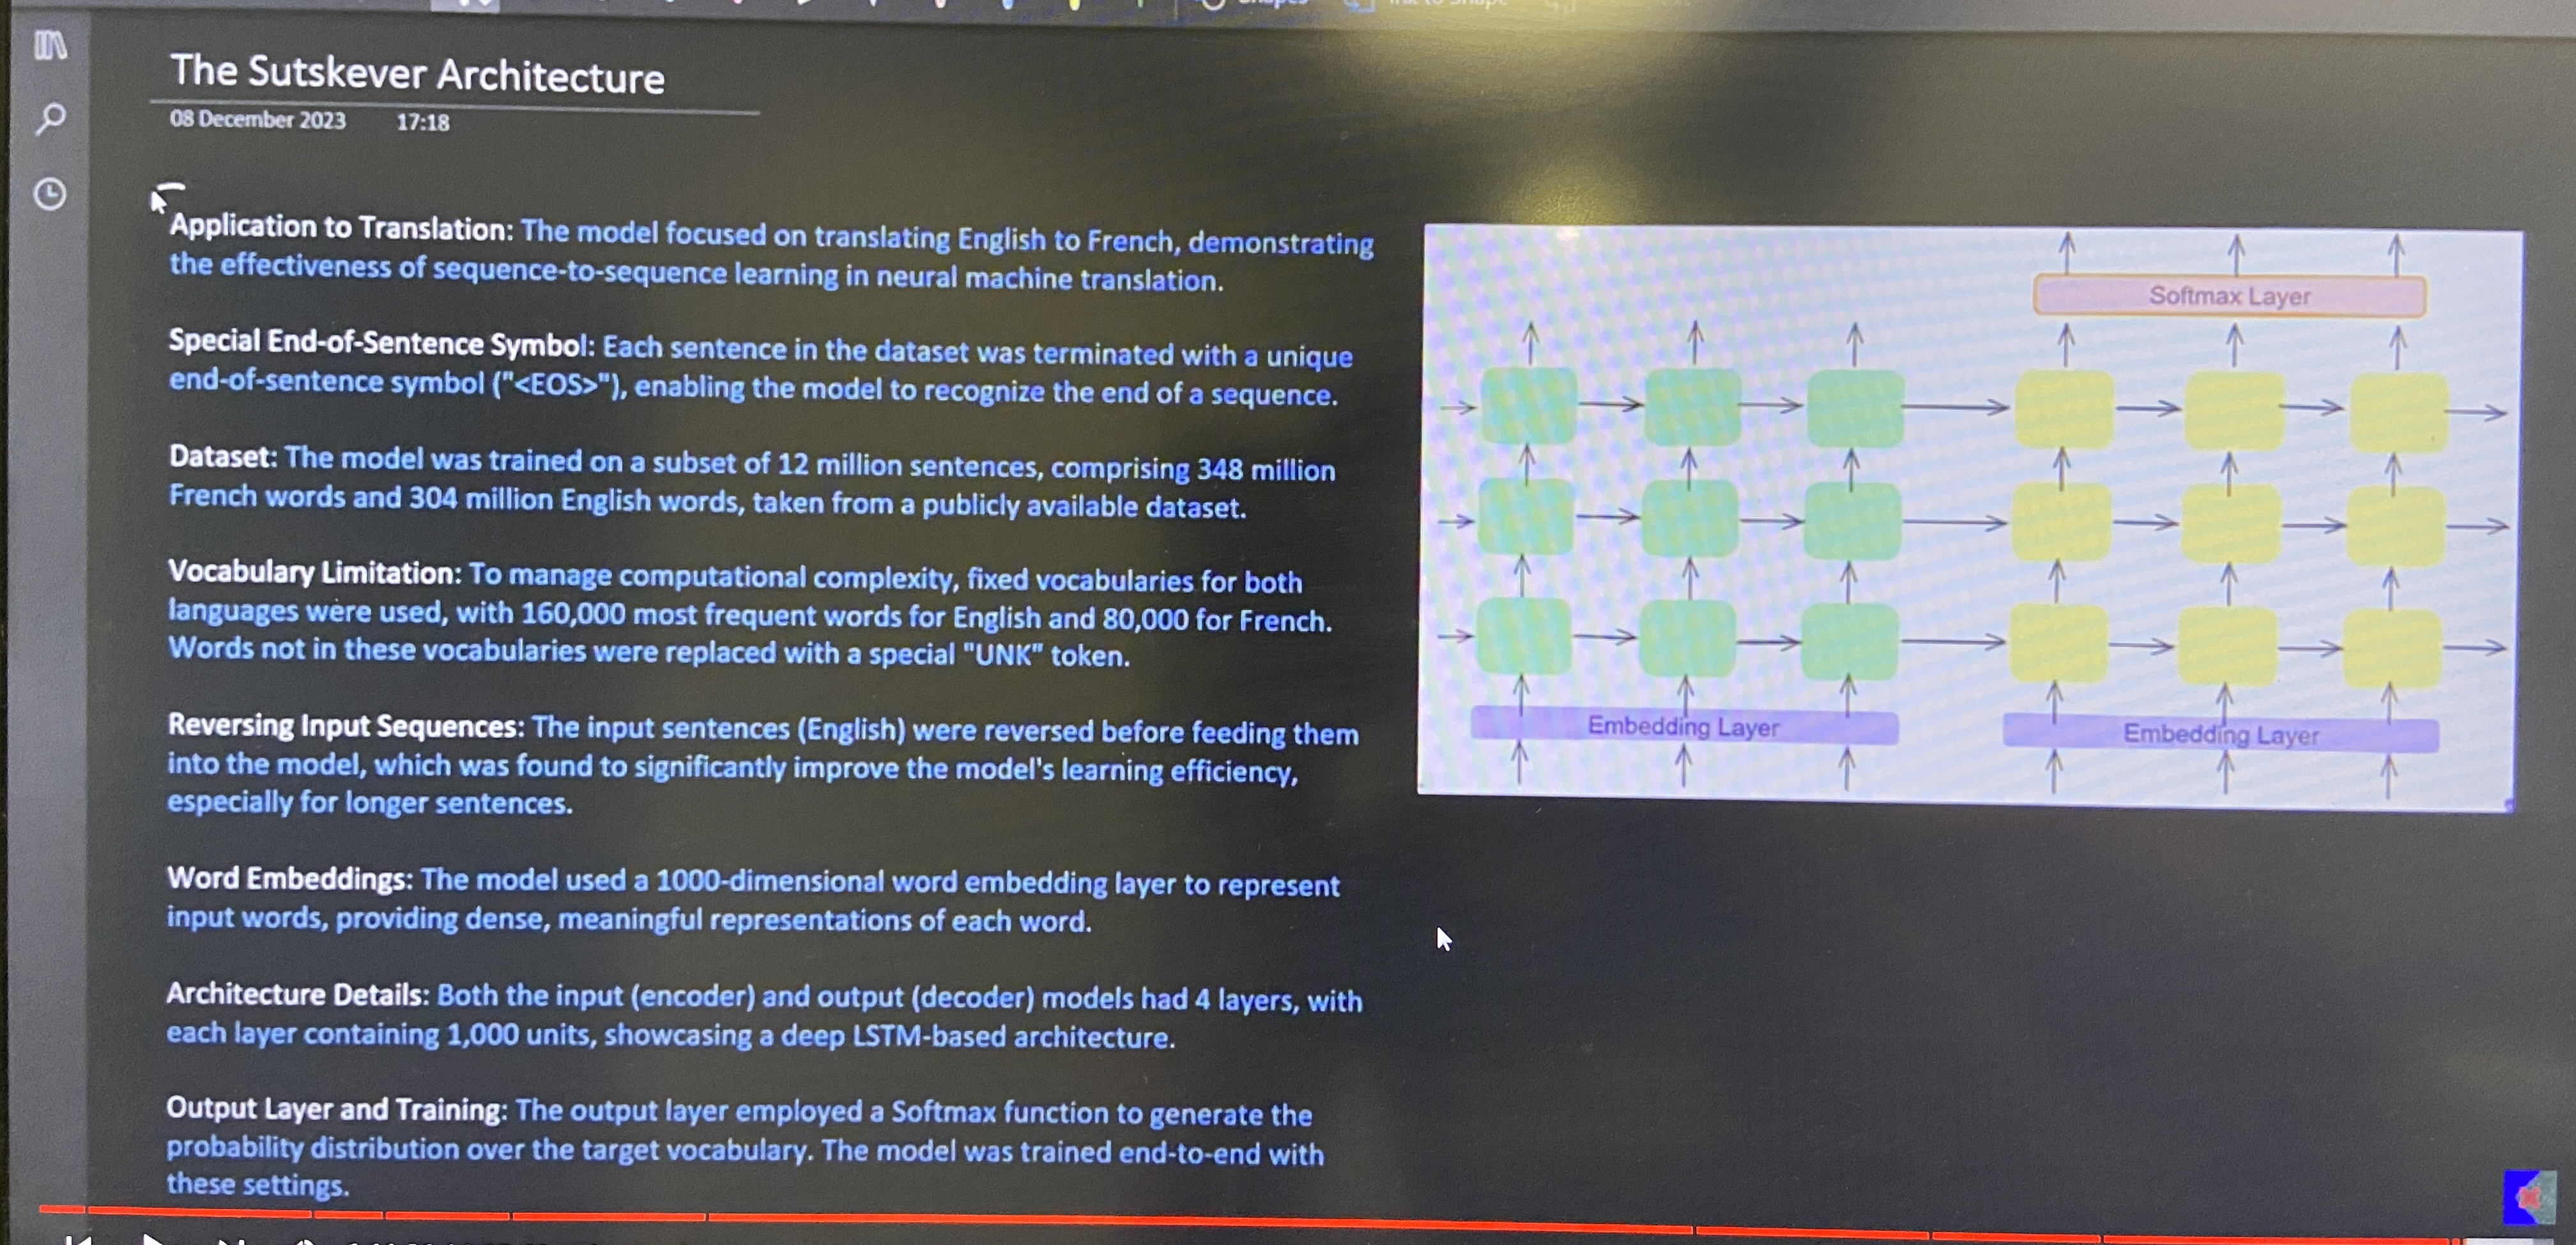 The Sutskever Architecture
08 December 2023 17:18
Application to Translation: The model focused on translating English to French, demonstrating
the effectiveness of sequence-to-sequence learning in neural machine translation.
Special End-of-Sentence Symbol: Each sentence in the dataset was terminated with a unique
end-of-sentence symbol ("<EOS>"), enabling the model to recognize the end of a sequence.
Dataset: The model was trained on a subset of 12 million sentences, comprising 348 million
French words and 304 million English words, taken from a publicly available dataset.
Vocabulary Limitation: To manage computational complexity, fixed vocabularies for both
languages were used, with 160,000 most frequent words for English and 80,000 for French.
Words not in these vocabularies were replaced with a special "UNK" token.
Reversing Input Sequences: The input sentences (English) were reversed before feeding them
into the model, which was found to significantly improve the model's learning efficiency,
especially for longer sentences.
Word Embeddings: The model used a 1000-dimensional word embedding layer to represent
input words, providing dense, meaningful representations of each word.
Architecture Details: Both the input (encoder) and output (decoder) models had 4 layers, with
each layer containing 1,000 units, showcasing a deep LSTM-based architecture.
Output Layer and Training: The output layer employed a Softmax function to generate the
probability distribution over the target vocabulary. The model was trained end-to-end with
these settings.
Softmax Layer
Embedding Layer
Embedding Layer